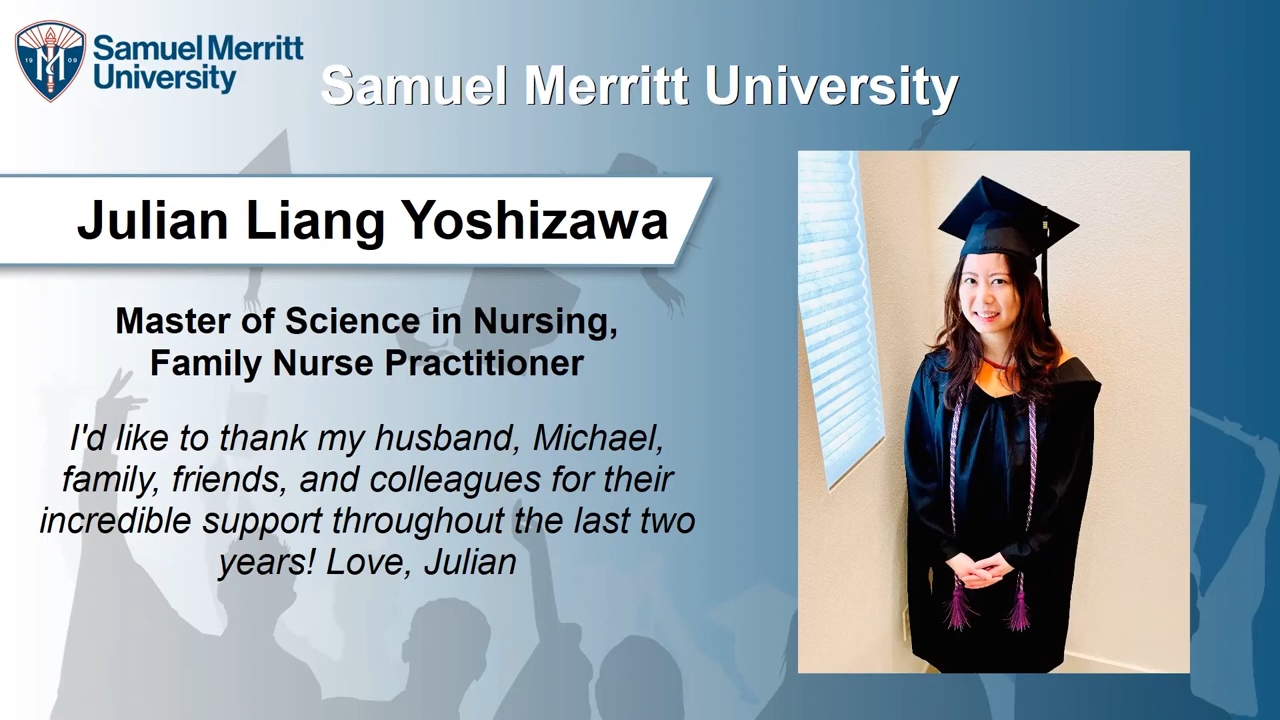 Samuel Merritt
University
19 09
Samuel Merritt University
Julian Liang Yoshizawa
Master of Science in Nursing,
Family Nurse Practitioner
I'd like to thank my husband, Michael,
family, friends, and colleagues for their
incredible support throughout the last two
years! Love, Julian